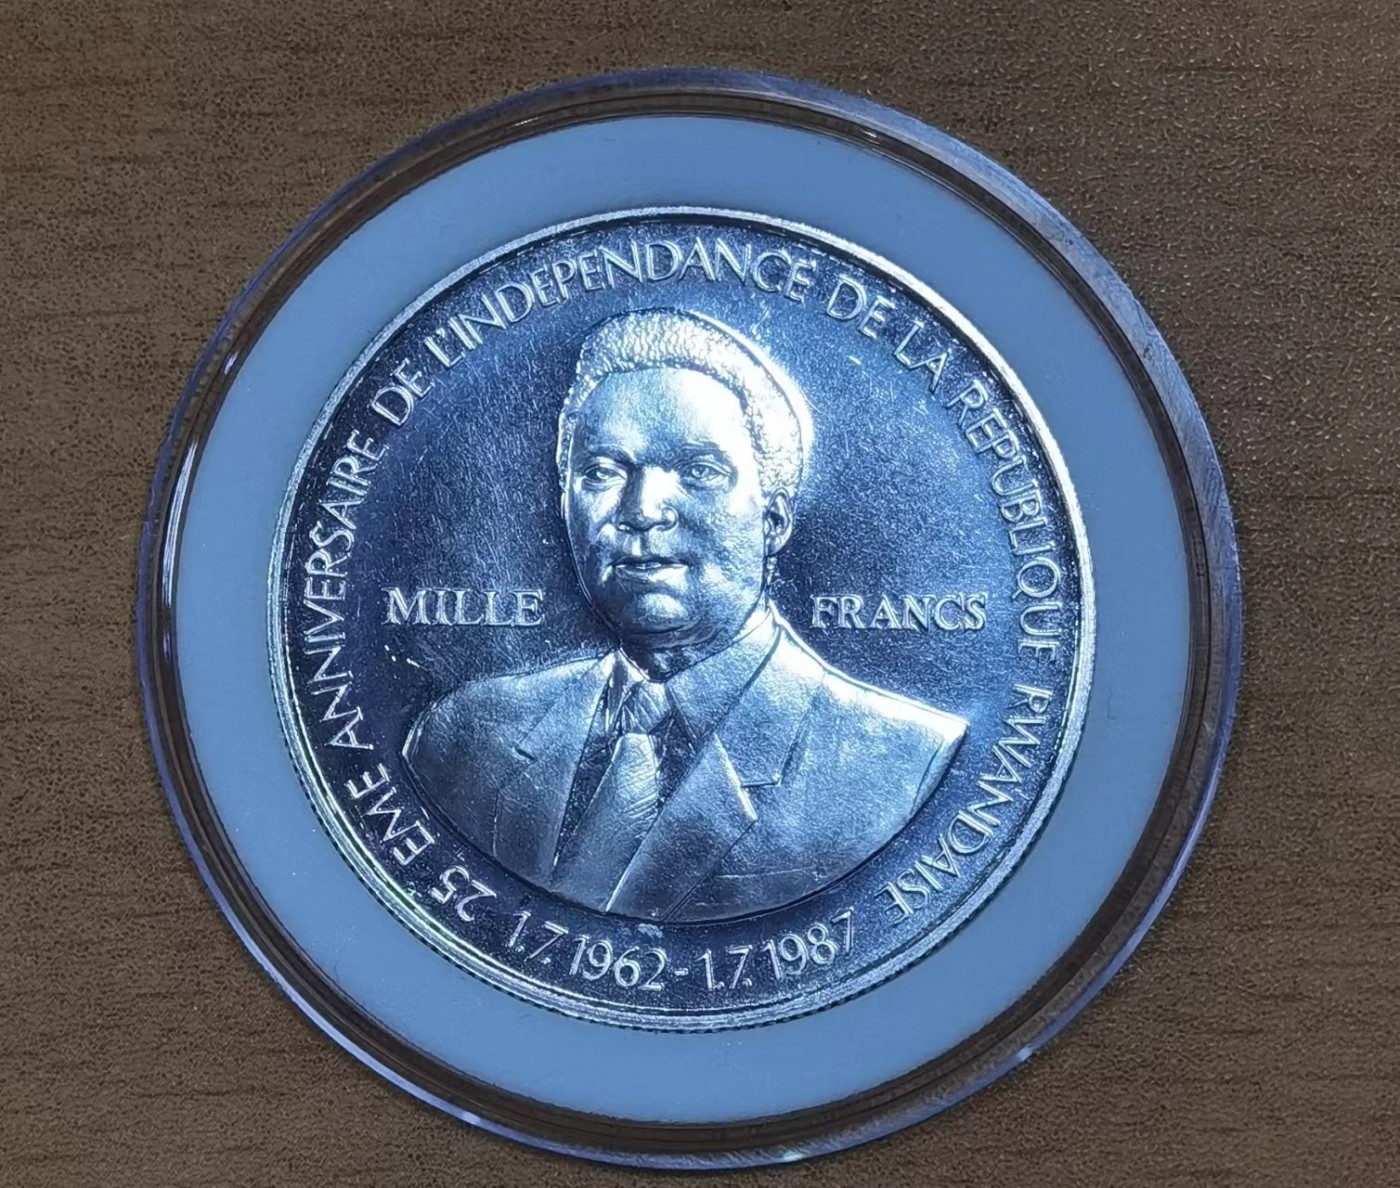 25 EME ANNIVERSAIRE DE L'INDEPENDANCE DE LA REPUBLIQUE RWANDAISE
MILLE FRANCS
1.7.1962-1.7.1987